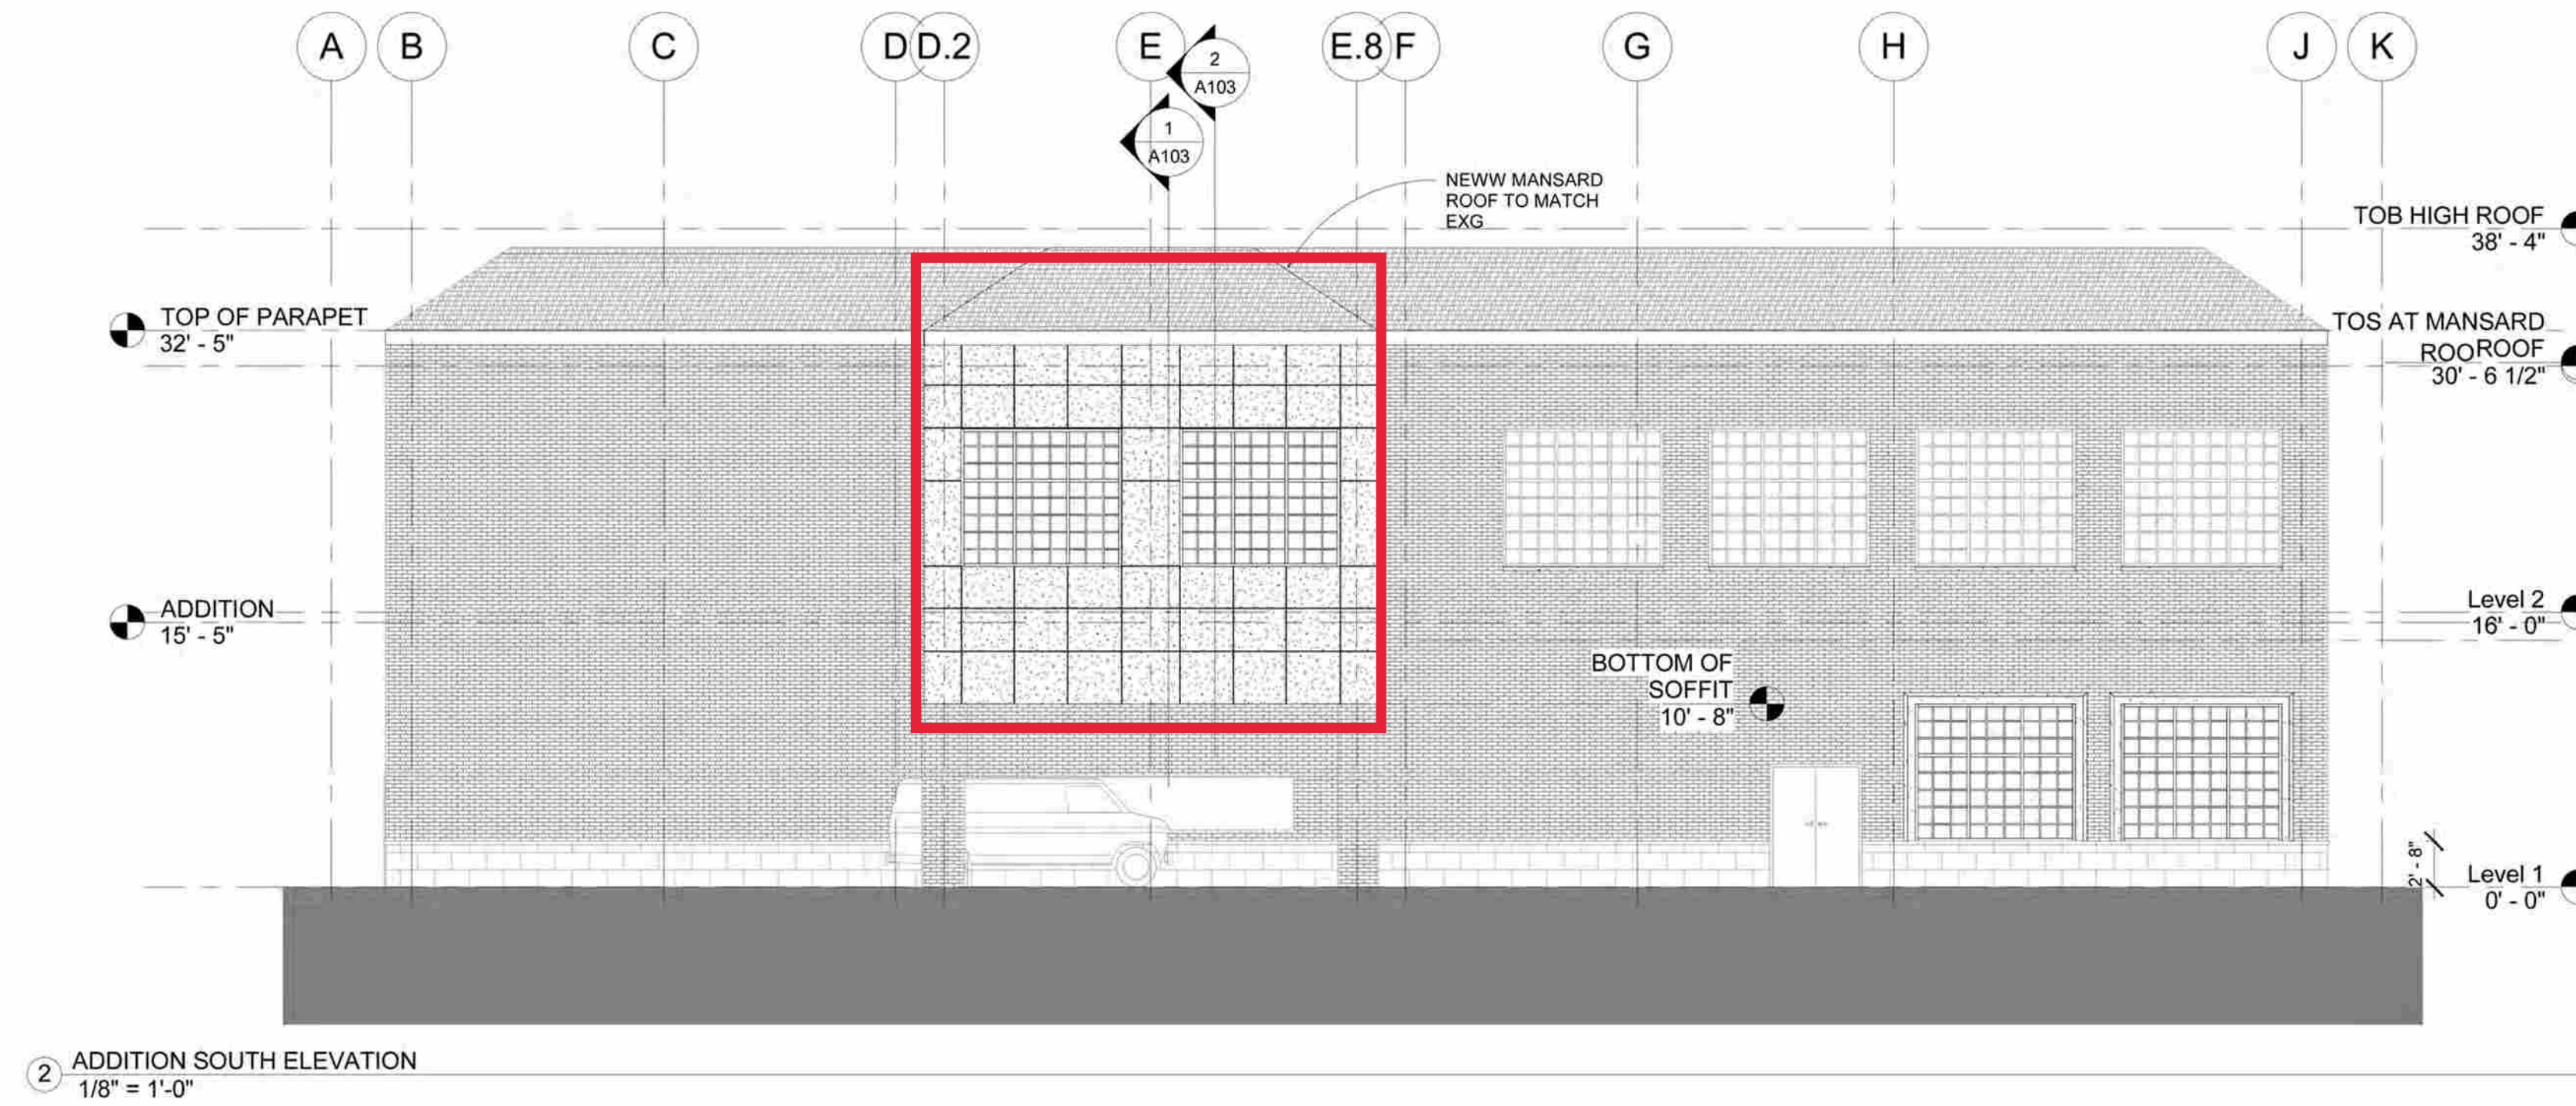 A B C D D.2 E E.8 F G H J K
2
A103
1
A103
NEWW MANSARD
ROOF TO MATCH
EXG
TOB HIGH ROOF
38' - 4"
TOP OF PARAPET
32' - 5"
TOS AT MANSARD
ROOROOF
30' - 6 1/2"
ADDITION
15' - 5"
Level 2
16' - 0"
BOTTOM OF
SOFFIT
10' - 8"
2' - 8"
Level 1
0' - 0"
2 ADDITION SOUTH ELEVATION
1/8" = 1'-0"